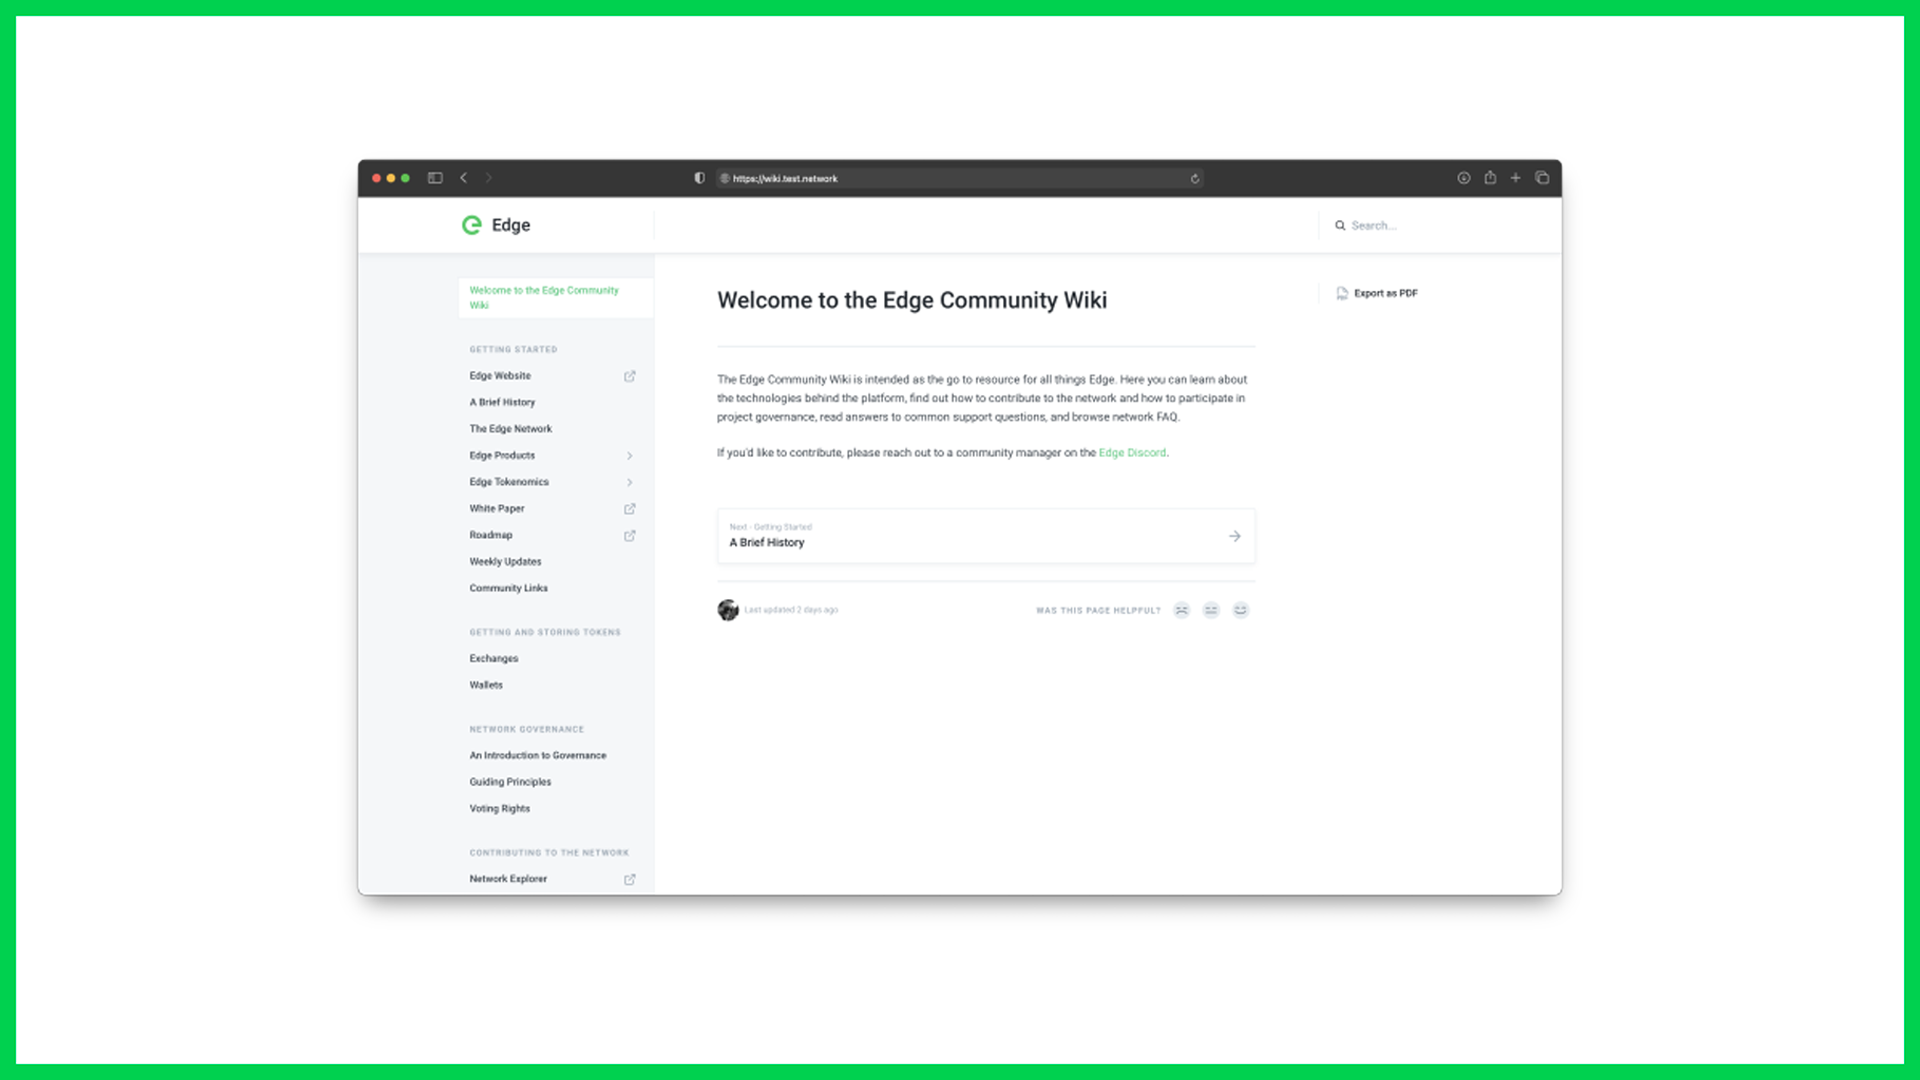 https://wiki.test.network
Edge
Search...
Welcome to the Edge Community
Wiki
GETTING STARTED
Edge Website
A Brief History
The Edge Network
Edge Products
Edge Tokenomics
White Paper
Roadmap
Weekly Updates
Community Links
GETTING AND STORING TOKENS
Exchanges
Wallets
NETWORK GOVERNANCE
An Introduction to Governance
Guiding Principles
Voting Rights
CONTRIBUTING TO THE NETWORK
Network Explorer
Welcome to the Edge Community Wiki
The Edge Community Wiki is intended as the go to resource for all things Edge. Here you can learn about
the technologies behind the platform, find out how to contribute to the network and how to participate in
project governance, read answers to common support questions, and browse network FAQ.
If you'd like to contribute, please reach out to a community manager on the Edge Discord.
Next - Getting Started
A Brief History
Last updated 2 days ago
WAS THIS PAGE HELPFUL?
Export as PDF